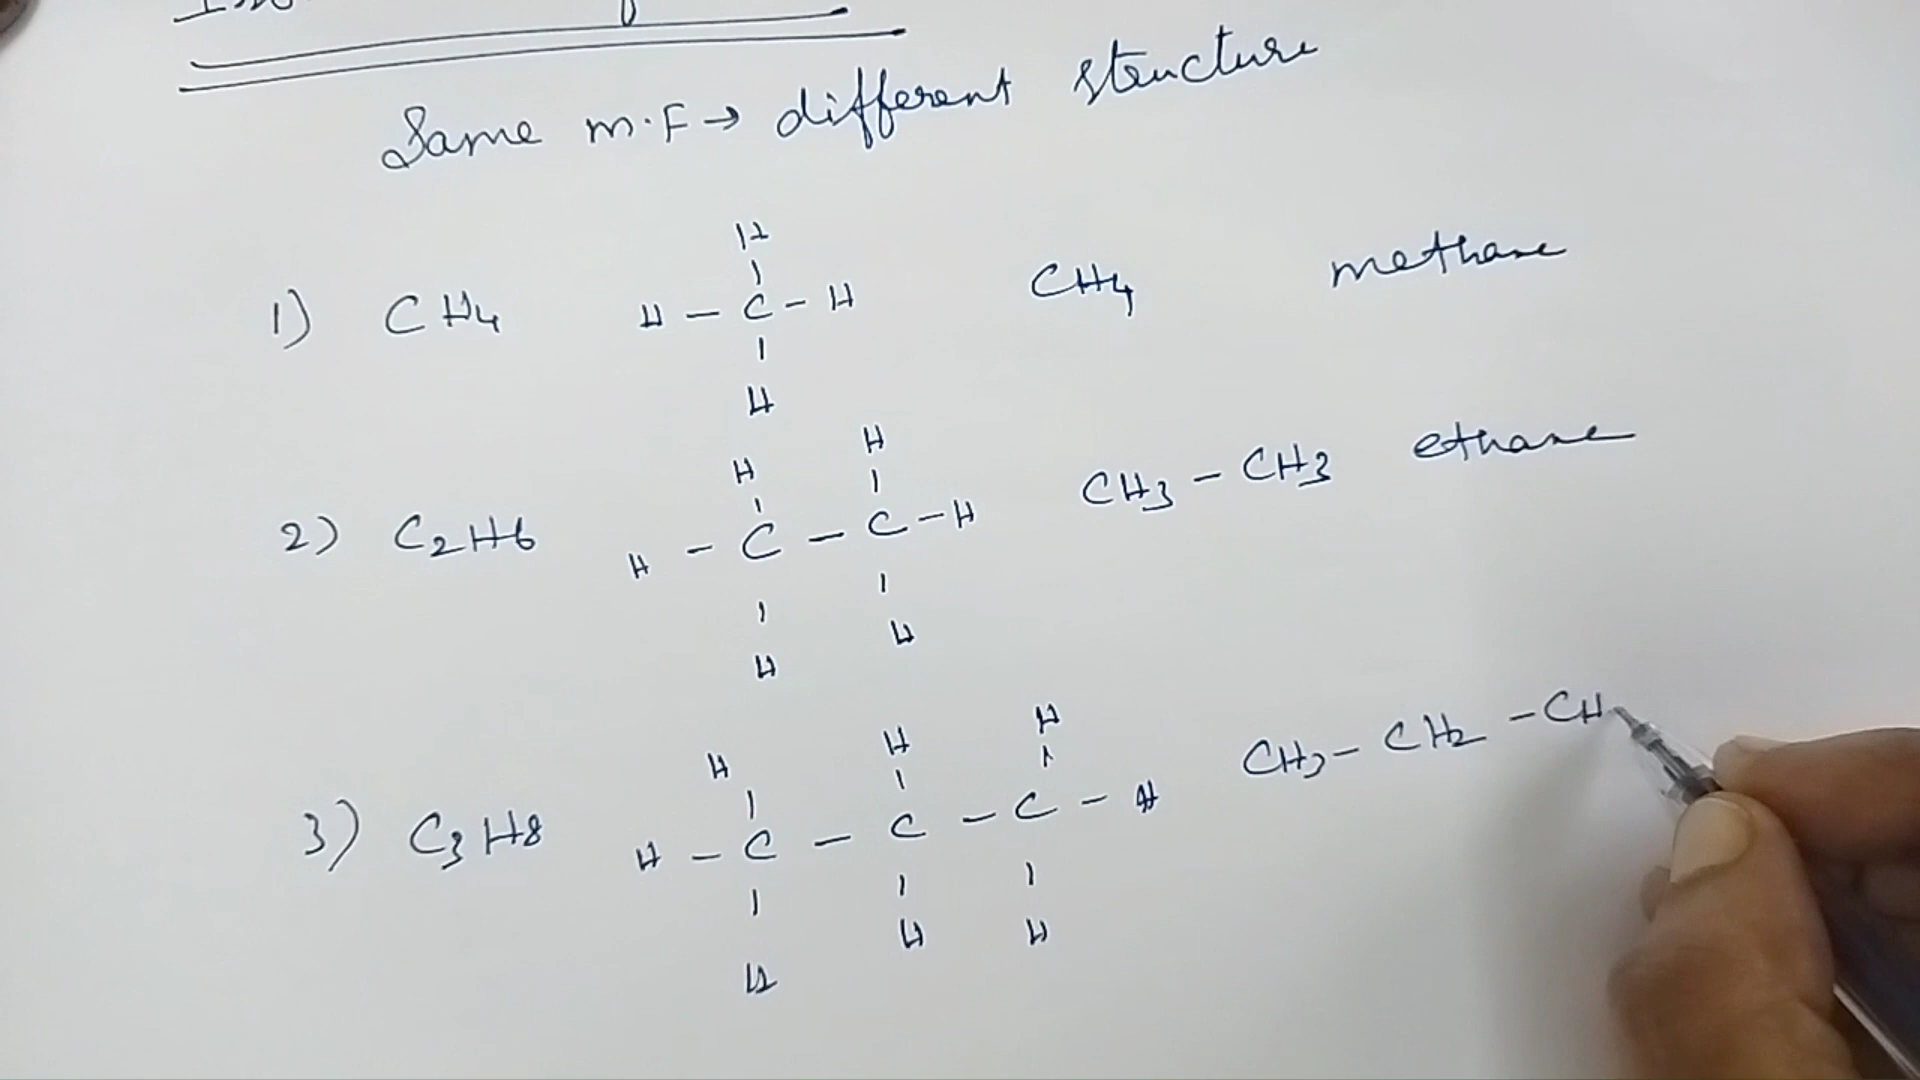 Same m.F → different structure
H
|
1) CH4 H - C - H CH4 methane
|
H
H H
| |
2) C2H6 H - C - C - H CH3 - CH3 ethane
| |
H H
H H H
| | |
3) C3H8 H - C - C - C - H CH3 - CH2 - CH
| | |
H H H